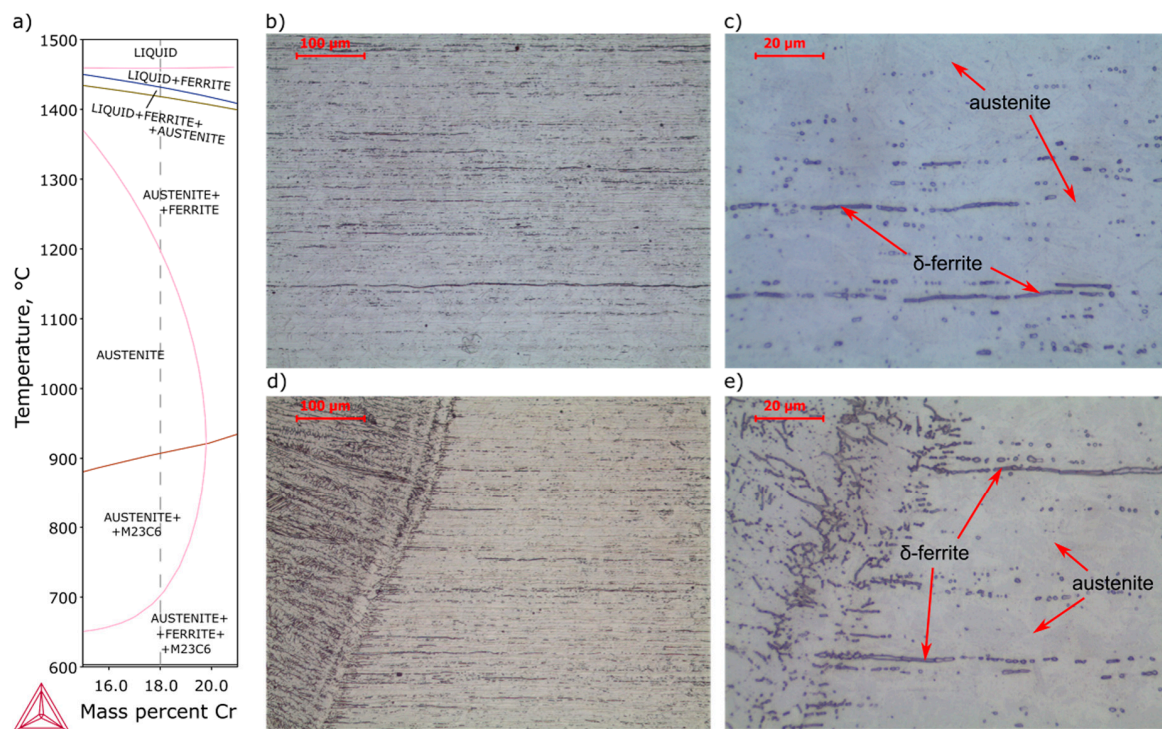 a)
1500
1400
1300
1200
1100
1000
900
800
700
600
Temperature, °C
LIQUID
LIQUID+FERRITE
LIQUID+FERRITE+
+AUSTENITE
AUSTENITE+
+FERRITE
AUSTENITE
AUSTENITE+
+M23C6
AUSTENITE+
+FERRITE+
+M23C6
16.0 18.0 20.0
Mass percent Cr
b)
100 µm
c)
20 µm
austenite
δ-ferrite
d)
100 µm
e)
20 µm
δ-ferrite
austenite